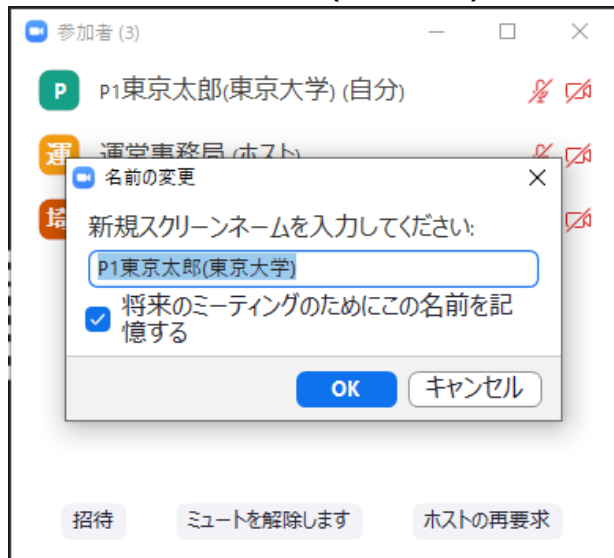 参加者 (3)
P P1東京太郎(東京大学) (自分)
運 運営事務局 (ホスト)
名前の変更
埼
新規スクリーンネームを入力してください:
P1東京太郎(東京大学)
将来のミーティングのためにこの名前を記
憶する
OK キャンセル
招待 ミュートを解除します ホストの再要求